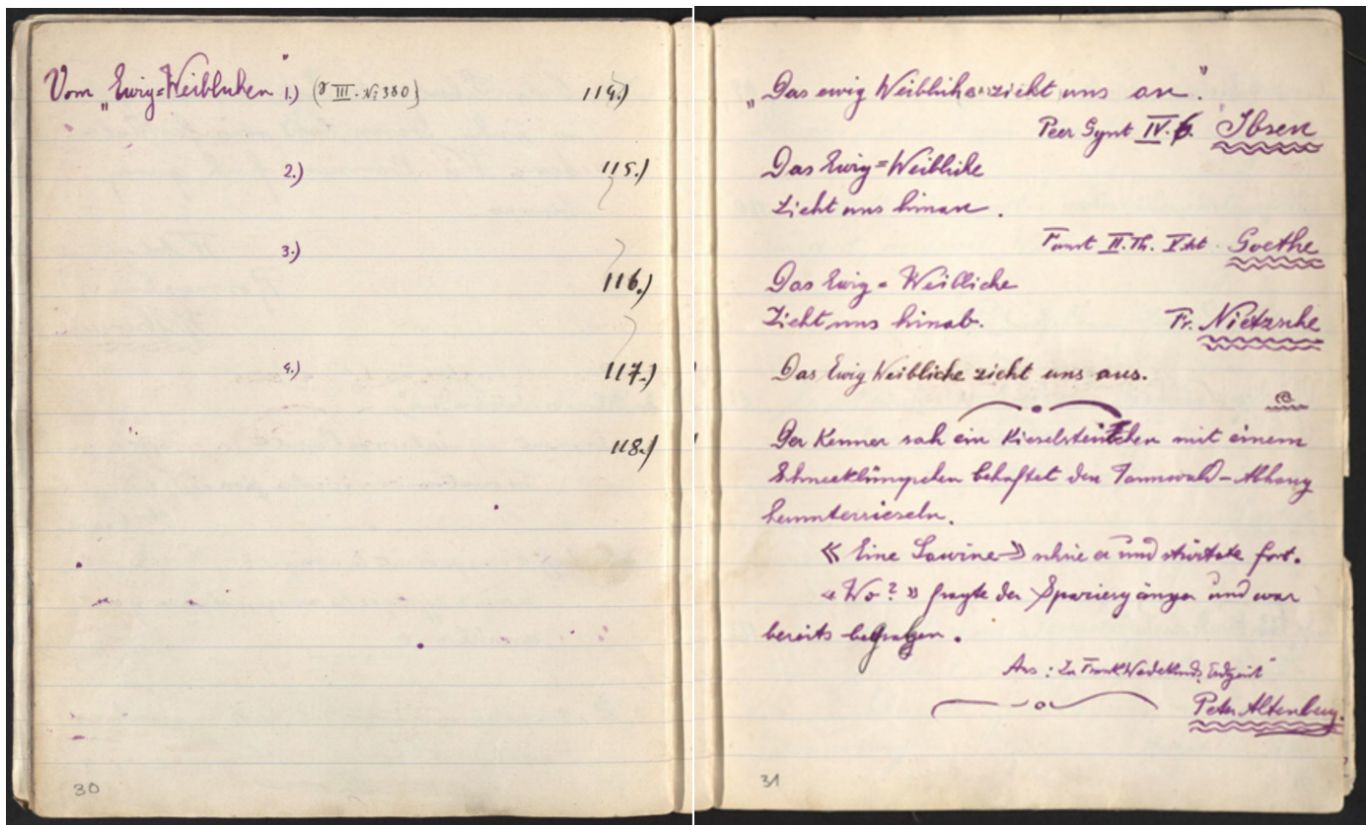 Vom „Ewig=Weiblichen" 1.) (V III. No 380) 114.)
2.) 115.)
3.)
116.)
4.) 117.)
118.)
30
„Das ewig Weibliche zieht uns an."
Peer Gynt IV. 6. Ibsen
Das Ewig=Weibliche
Zieht uns hinan.
Faust II. Th. V. Akt. Goethe
Das Ewig=Weibliche
Zieht uns hinab. Fr. Nietzsche
Das Ewig Weibliche zieht uns aus.
Der Kenner sah ein Kieselsteinchen mit einem
Schneeklümpchen behaftet den Tannwald-Abhang
herunterrieseln.
« Eine Lawine » schrie er und stürtzte fort.
« Wo? » fragte der Spaziergänger und war
bereits begraben.
Aus: Zu Frank Wedekinds
Peter Altenberg.
31